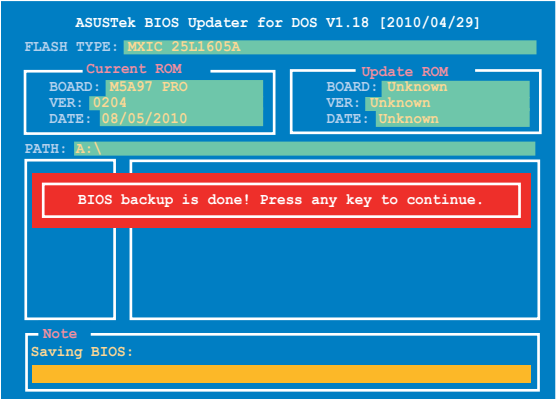 ASUSTek BIOS Updater for DOS V1.18 [2010/04/29]
FLASH TYPE: MXIC 25L1605A
Current ROM
BOARD: M5A97 PRO
VER: 0204
DATE: 08/05/2010
Update ROM
BOARD: Unknown
VER: Unknown
DATE: Unknown
PATH: A:\
BIOS backup is done! Press any key to continue.
Note
Saving BIOS: